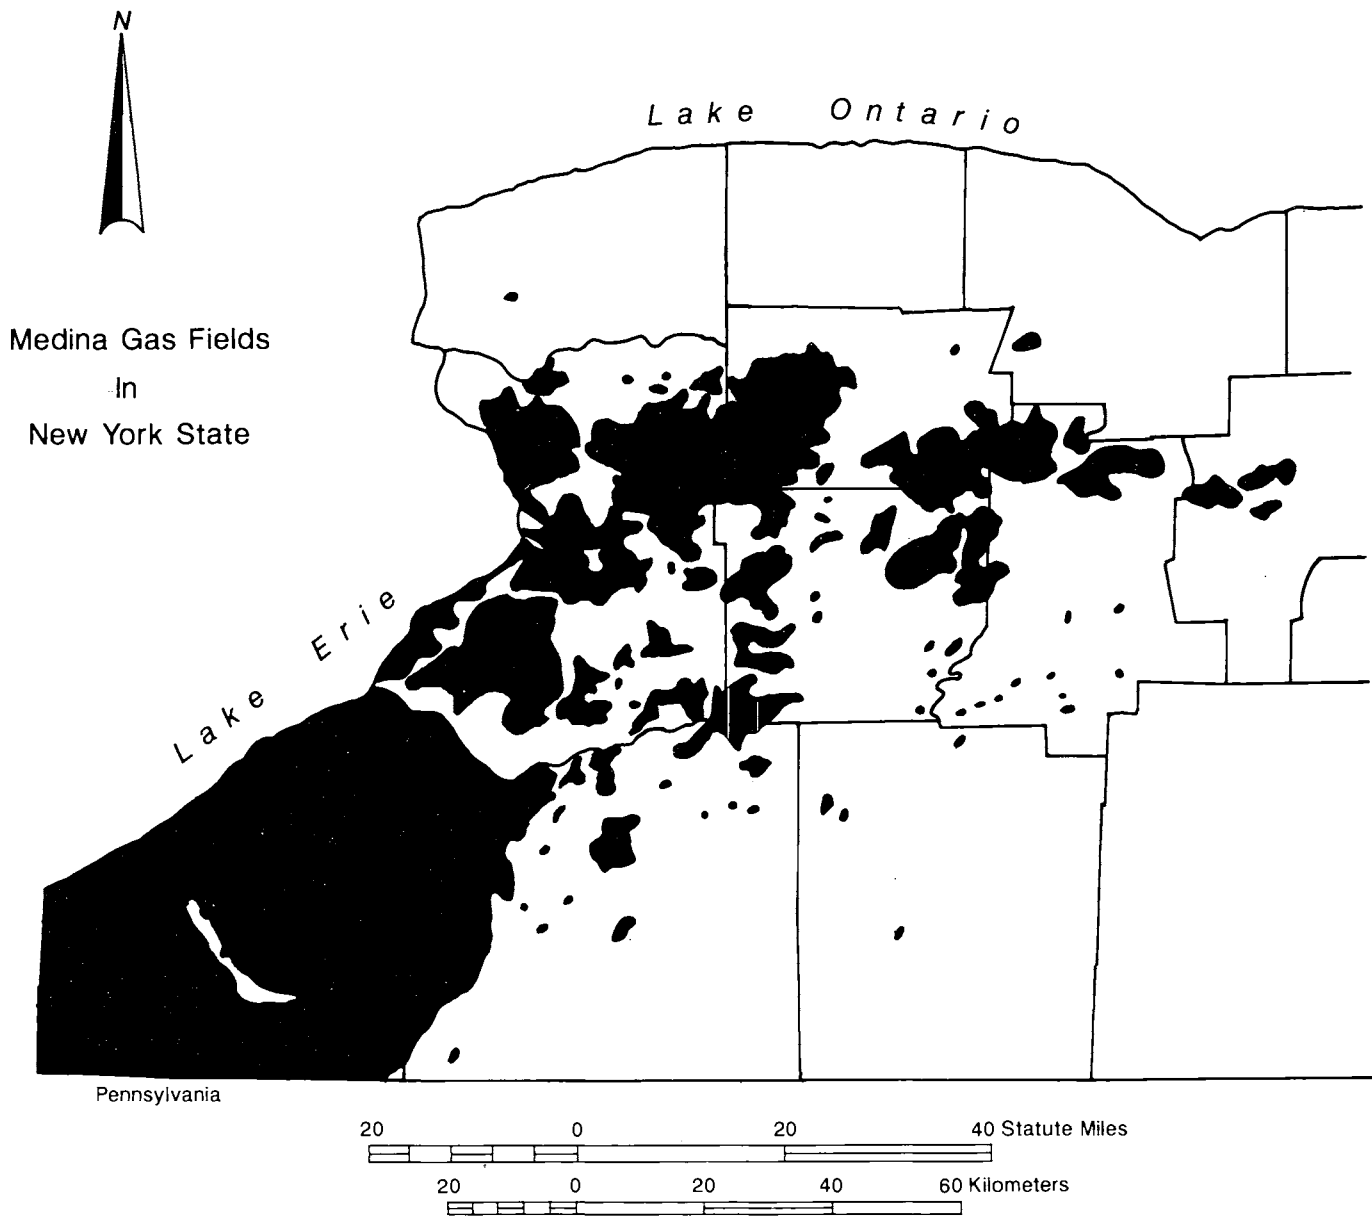 N
Lake Ontario
Medina Gas Fields
In
New York State
Lake Erie
Pennsylvania
20 0 20 40 Statute Miles
20 0 20 40 60 Kilometers